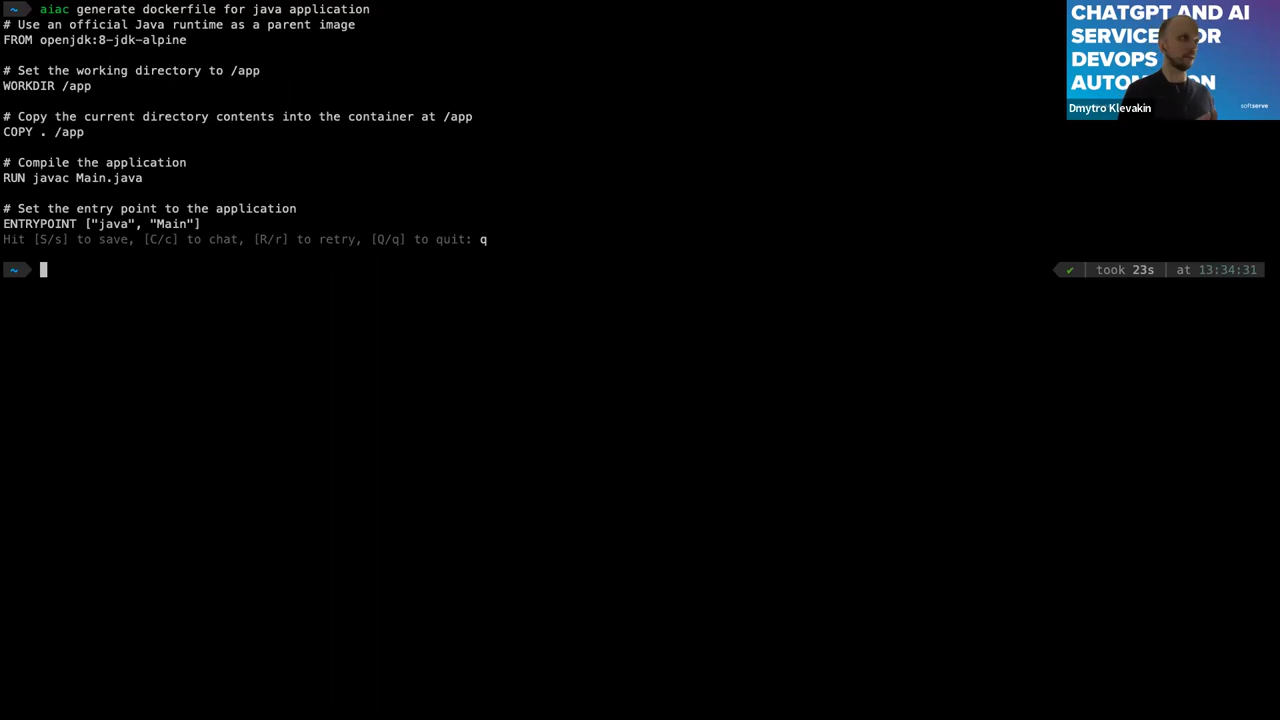 ~ aiac generate dockerfile for java application
# Use an official Java runtime as a parent image
FROM openjdk:8-jdk-alpine
# Set the working directory to /app
WORKDIR /app
# Copy the current directory contents into the container at /app
COPY . /app
# Compile the application
RUN javac Main.java
# Set the entry point to the application
ENTRYPOINT ["java", "Main"]
Hit [S/s] to save, [C/c] to chat, [R/r] to retry, [Q/q] to quit: q
~
✔ took 23s at 13:34:31
CHATGPT AND AI
SERVICE OR
DEVOPS
AUTOM ON
Dmytro Klevakin
softserve